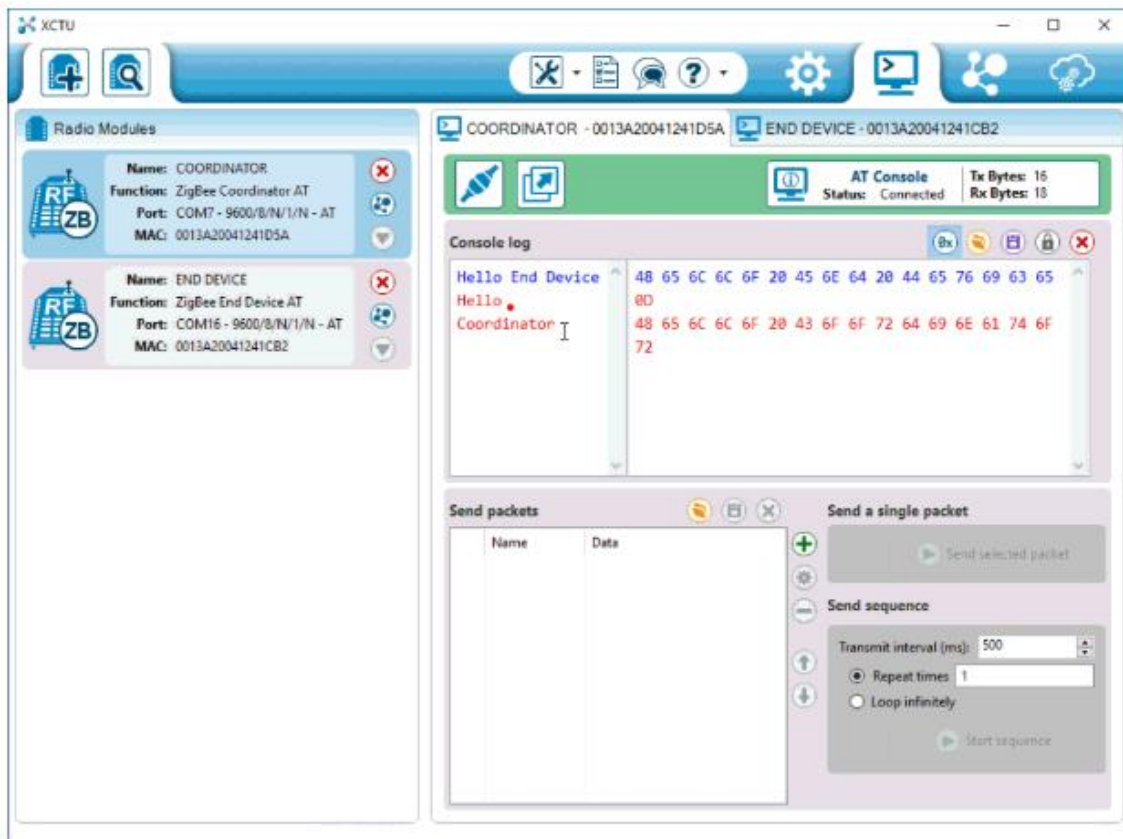 XCTU
Radio Modules
Name: COORDINATOR
Function: ZigBee Coordinator AT
Port: COM7 - 9600/8/N/1/N - AT
MAC: 0013A20041241D5A
RF
ZB
Name: END DEVICE
Function: ZigBee End Device AT
Port: COM16 - 9600/8/N/1/N - AT
MAC: 0013A20041241CB2
RF
ZB
COORDINATOR - 0013A20041241D5A
END DEVICE - 0013A20041241CB2
AT Console
Status: Connected
Tx Bytes: 16
Rx Bytes: 18
Console log
0x
Hello End Device
Hello
Coordinator
48 65 6C 6C 6F 20 45 6E 64 20 44 65 76 69 63 65
0D
48 65 6C 6C 6F 20 43 6F 6F 72 64 69 6E 61 74 6F
72
Send packets
Name Data
Send a single packet
Send selected packet
Send sequence
Transmit interval (ms): 500
Repeat times 1
Loop infinitely
Start sequence